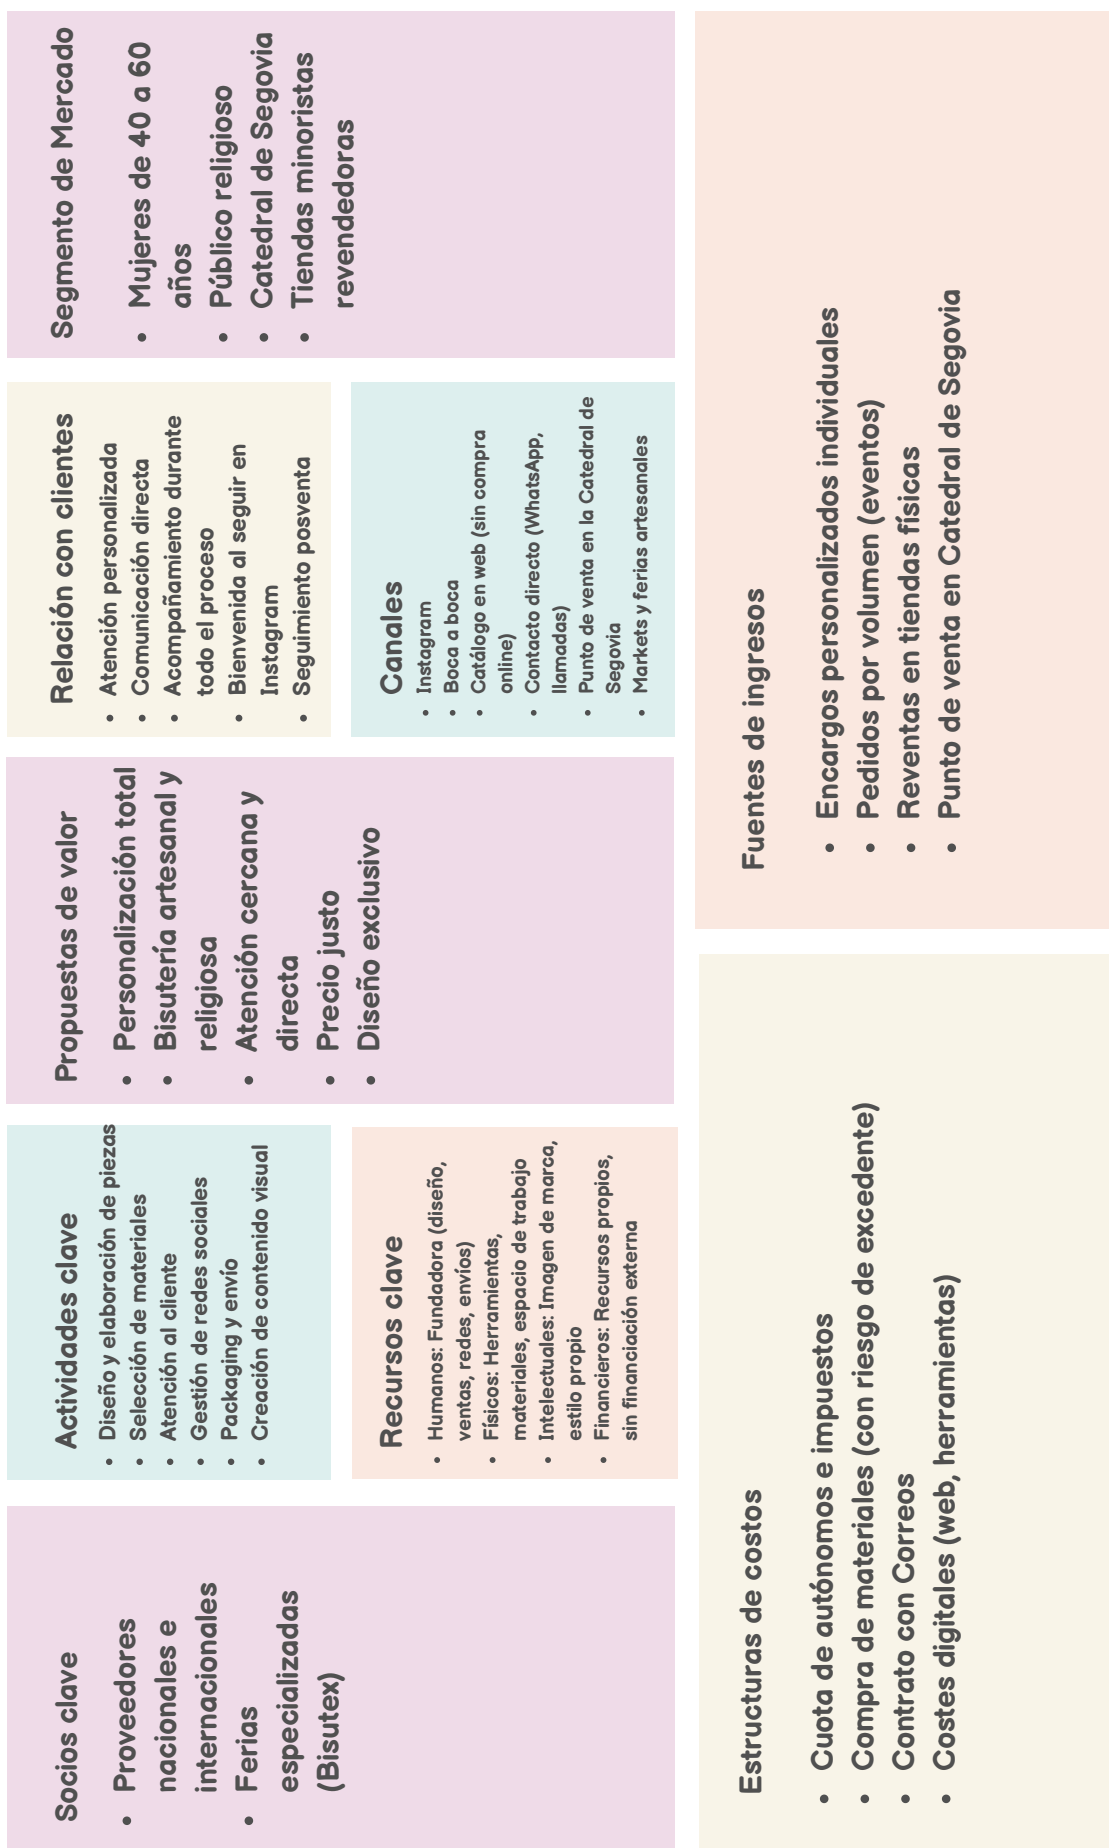 Socios clave
• Proveedores
nacionales e
internacionales
• Ferias
especializadas
(Bisutex)
Actividades clave
• Diseño y elaboración de piezas
• Selección de materiales
• Atención al cliente
• Gestión de redes sociales
• Packaging y envío
• Creación de contenido visual
Recursos clave
• Humanos: Fundadora (diseño,
ventas, redes, envíos)
• Físicos: Herramientas,
materiales, espacio de trabajo
• Intelectuales: Imagen de marca,
estilo propio
• Financieros: Recursos propios,
sin financiación externa
Propuestas de valor
• Personalización total
• Bisutería artesanal y
religiosa
• Atención cercana y
directa
• Precio justo
• Diseño exclusivo
Relación con clientes
• Atención personalizada
• Comunicación directa
• Acompañamiento durante
todo el proceso
• Bienvenida al seguir en
Instagram
• Seguimiento posventa
Canales
• Instagram
• Boca a boca
• Catálogo en web (sin compra
online)
• Contacto directo (WhatsApp,
llamadas)
• Punto de venta en la Catedral de
Segovia
• Markets y ferias artesanales
Segmento de Mercado
• Mujeres de 40 a 60
años
• Público religioso
• Catedral de Segovia
• Tiendas minoristas
revendedoras
Estructuras de costos
• Cuota de autónomos e impuestos
• Compra de materiales (con riesgo de excedente)
• Contrato con Correos
• Costes digitales (web, herramientas)
Fuentes de ingresos
• Encargos personalizados individuales
• Pedidos por volumen (eventos)
• Reventas en tiendas físicas
• Punto de venta en Catedral de Segovia